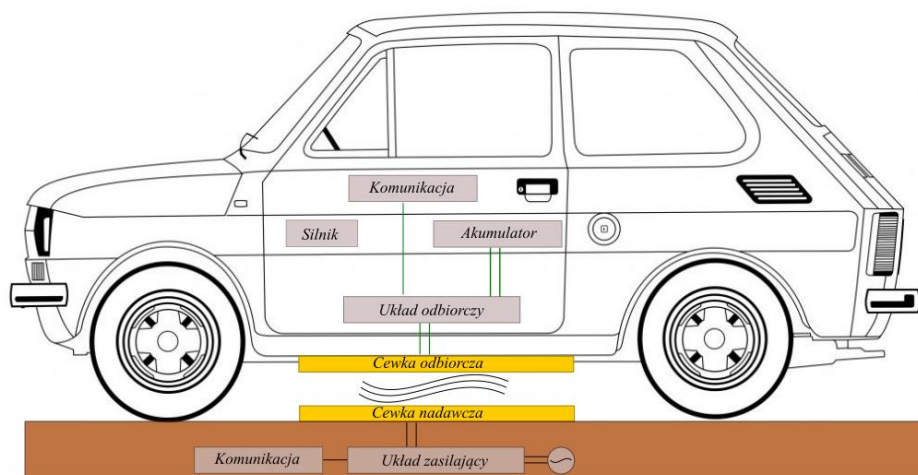 Komunikacja
Silnik
Akumulator
Układ odbiorczy
Cewka odbiorcza
Cewka nadawcza
Komunikacja
Układ zasilający